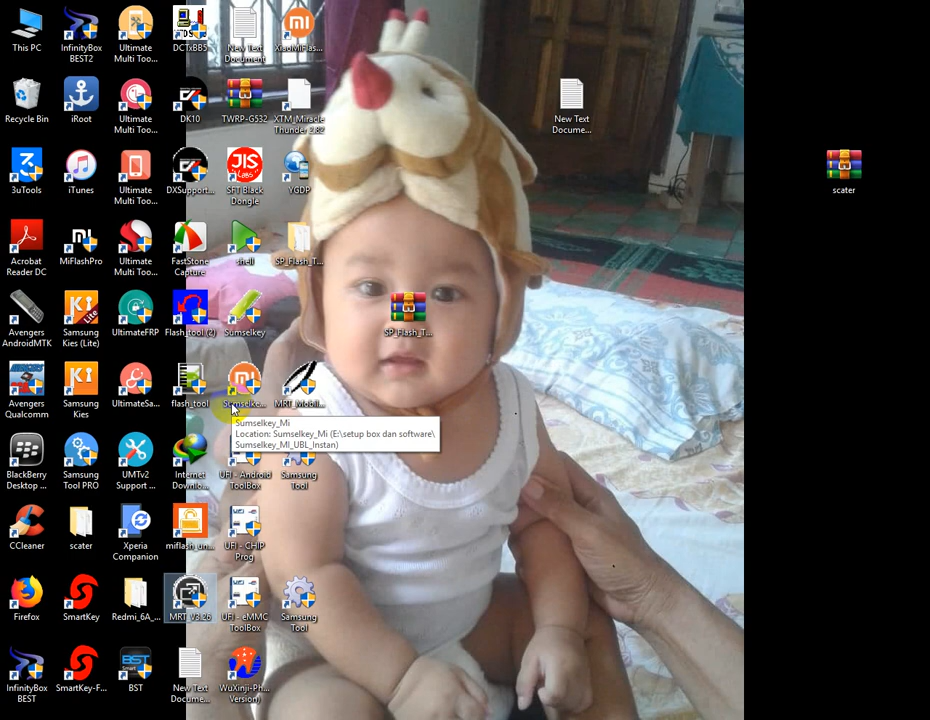 This PC
InfinityBox
BEST2
Ultimate
Multi Too...
DCTxBB5
New Text
Document
XiaoMiFlas...
Recycle Bin
iRoot
Ultimate
Multi Too...
DK10
TWRP-G532
XTM_Miracle
Thunder 2.82
New Text
Docume...
3uTools
iTunes
Ultimate
Multi Too...
DXSupport...
SFT Black
Dongle
YGDP
scater
Acrobat
Reader DC
MiFlashPro
Ultimate
Multi Too...
FastStone
Capture
shell
SP_Flash_T...
Avengers
AndroidMTK
Samsung
Kies (Lite)
UltimateFRP
Flash_tool (2)
Sumselkey
SP_Flash_T...
Avengers
Qualcomm
Samsung
Kies
UltimateSa...
flash_tool
Sumselke...
MRT_Mobil...
Sumselkey_Mi
Location: Sumselkey_Mi (E:\setup box dan software\
Sumselkey_MI_UBL_Instan)
BlackBerry
Desktop ...
Samsung
Tool PRO
UMTv2
Support ...
Internet
Downlo...
UFI - Android
ToolBox
Samsung
Tool
CCleaner
scater
Xperia
Companion
miflash_un...
UFI - CHIP
Prog
Firefox
SmartKey
Redmi_6A_...
MRT_V3.26
UFI - eMMC
ToolBox
Samsung
Tool
InfinityBox
BEST
SmartKey-F...
BST
New Text
Docume...
WuXinJi-Ph...
Version)